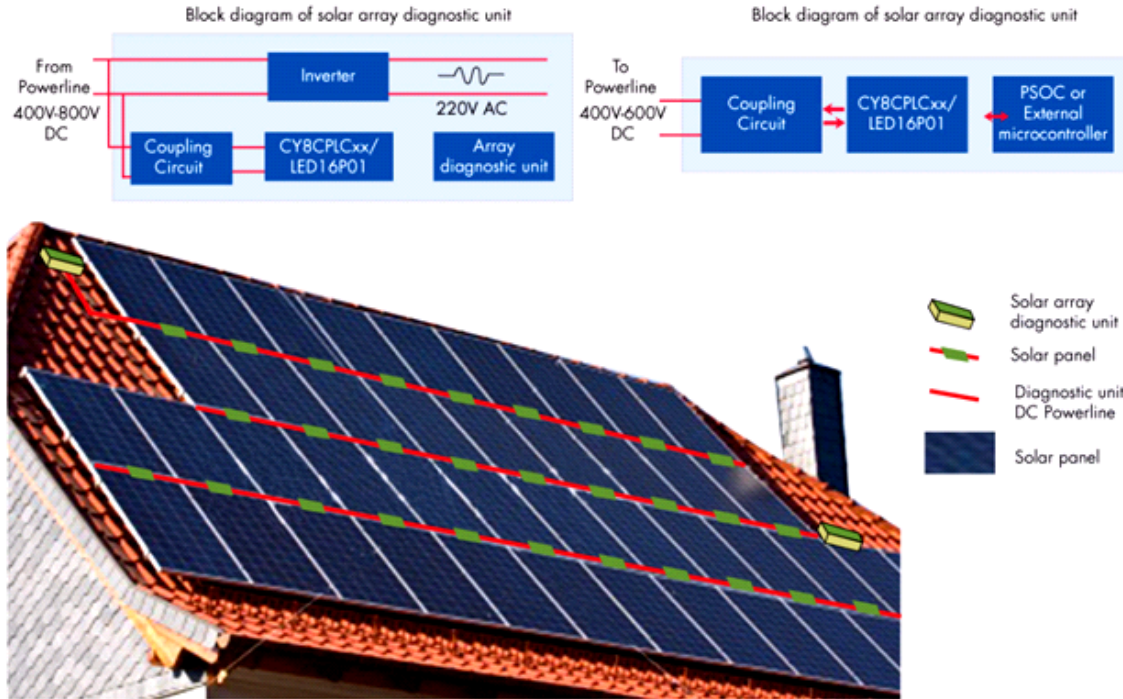 Block diagram of solar array diagnostic unit
From
Powerline
400V-800V
DC
Inverter
220V AC
Coupling
Circuit
CY8CPLCxx/
LED16P01
Array
diagnostic unit
Block diagram of solar array diagnostic unit
To
Powerline
400V-600V
DC
Coupling
Circuit
CY8CPLCxx/
LED16P01
PSOC or
External
microcontroller
Solar array
diagnostic unit
Solar panel
Diagnostic unit
DC Powerline
Solar panel